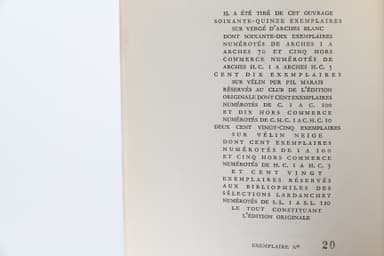 IL A ÉTÉ TIRÉ DE CET OUVRAGE
SOIXANTE-QUINZE EXEMPLAIRES
SUR VERGÉ D'ARCHES BLANC
DONT SOIXANTE-DIX EXEMPLAIRES
NUMÉROTÉS DE ARCHES 1 A
ARCHES 70 ET CINQ HORS
COMMERCE NUMÉROTÉS DE
ARCHES H.C. 1 A ARCHES H.C. 5
CENT DIX EXEMPLAIRES
SUR VÉLIN PUR FIL MARAIS
RÉSERVÉS AU CLUB DE L'ÉDITION
ORIGINALE DONT CENT EXEMPLAIRES
NUMÉROTÉS DE C. 1 A C. 100
ET DIX HORS COMMERCE
NUMÉROTÉS DE C.H.C. 1 A C.H.C. 10
DEUX CENT VINGT-CINQ EXEMPLAIRES
SUR VÉLIN NEIGE
DONT CENT EXEMPLAIRES
NUMÉROTÉS DE 1 A 100
ET CINQ HORS COMMERCE
NUMÉROTÉS DE H.C. 1 A H.C. 5
ET CENT VINGT
EXEMPLAIRES RÉSERVÉS
AUX BIBLIOPHILES DES
SÉLECTIONS LARDANCHET
NUMÉROTÉS DE S.L. 1 A S.L. 120
LE TOUT CONSTITUANT
L'ÉDITION ORIGINALE
EXEMPLAIRE N° 20